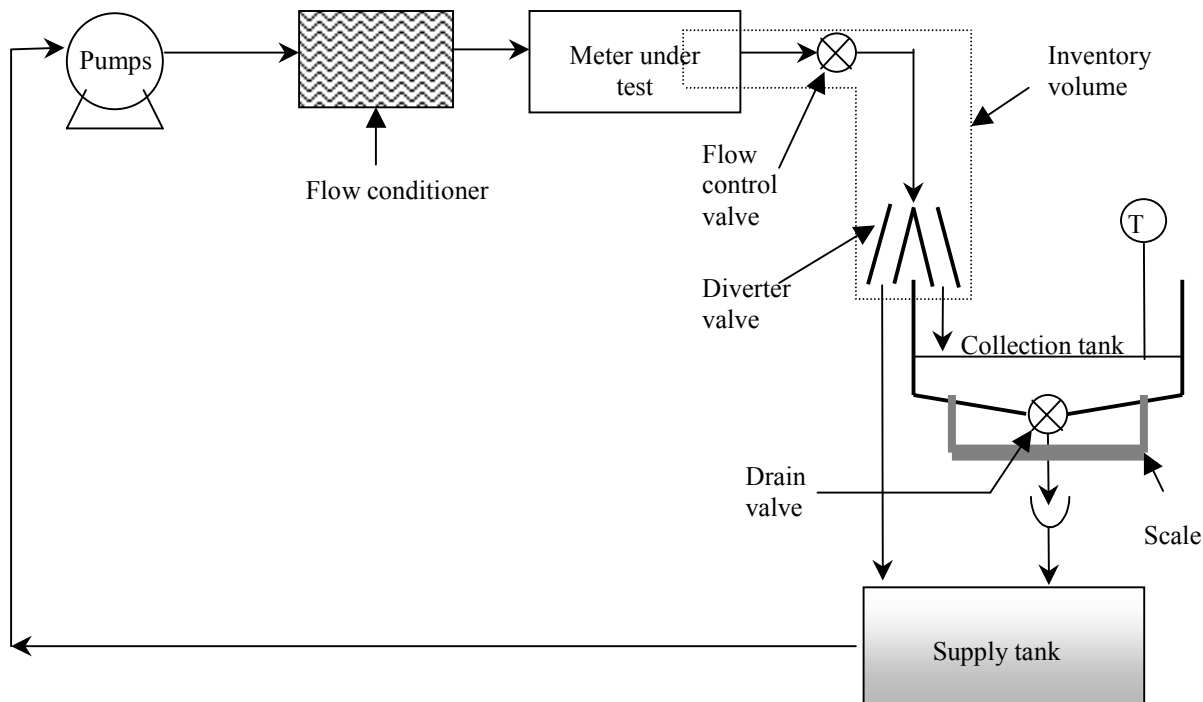 Pumps
Meter under
test
Inventory
volume
Flow conditioner
Flow
control
valve
T
Diverter
valve
Collection tank
Drain
valve
Scale
Supply tank